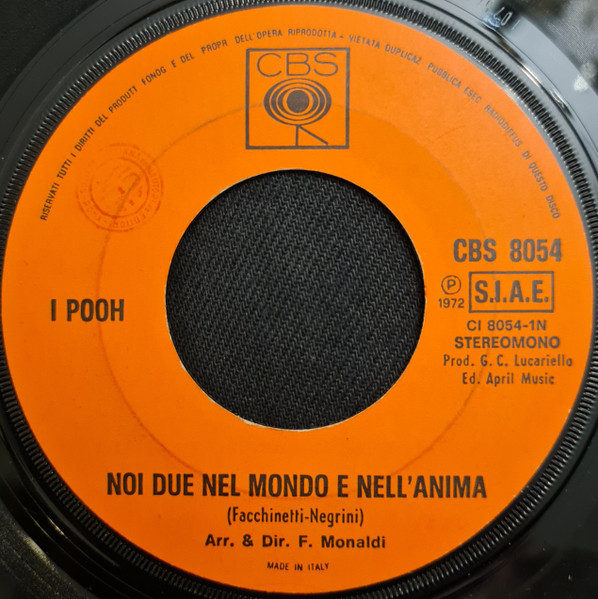 RISERVATI TUTTI I DIRITTI DEL PRODUTT FONOG E DEL PROPR DELL'OPERA RIPRODOTTA - VIETATA DUPLICAZ PUBBLICA ESEC RADIODIFFUS DI QUESTO DISCO
CBS
CBS 8054
P
1972
S.I.A.E.
I POOH
CI 8054-1N
STEREOMONO
Prod. G. C. Lucariello
Ed. April Music
NOI DUE NEL MONDO E NELL'ANIMA
(Facchinetti-Negrini)
Arr. & Dir. F. Monaldi
MADE IN ITALY